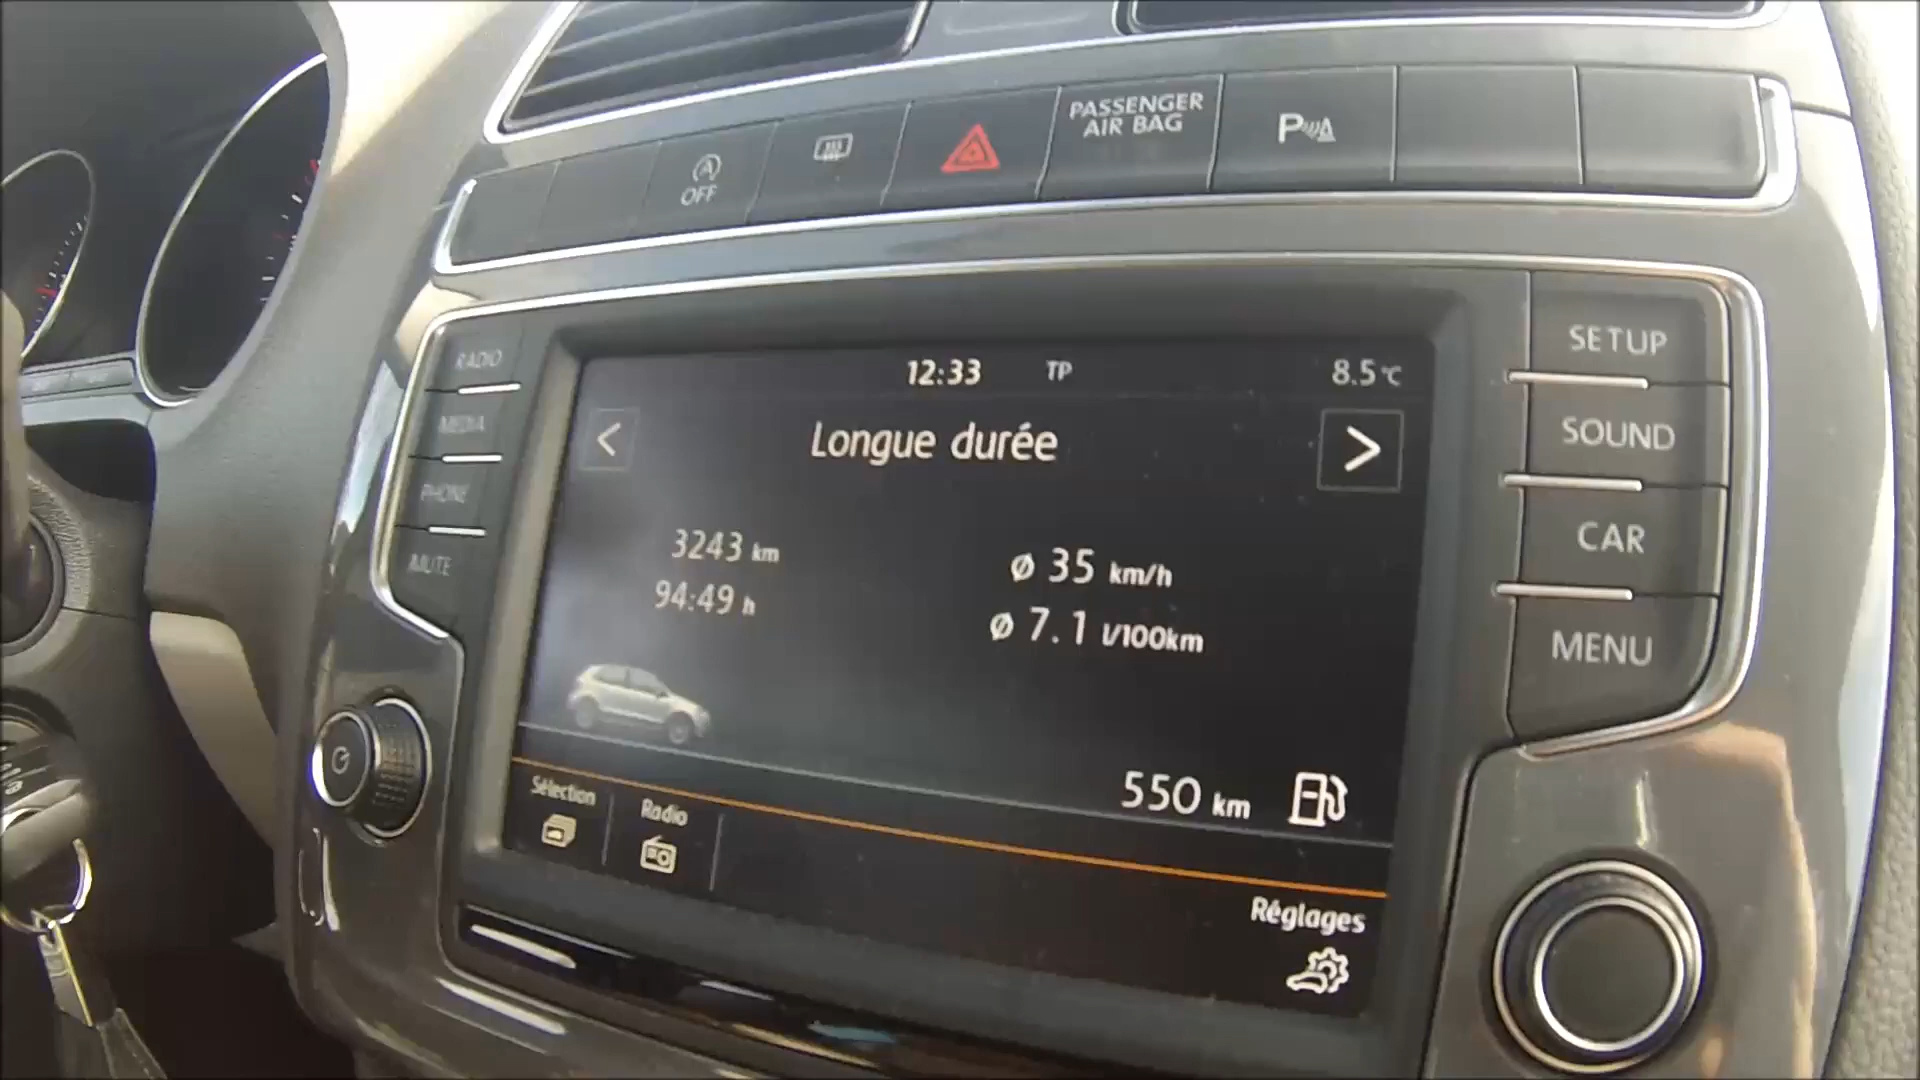 PASSENGER
AIR BAG
P
A
OFF
RADIO
MEDIA
PHONE
MUTE
12:33 TP 8.5°C
< Longue durée >
3243 km
94:49 h
Ø 35 km/h
Ø 7.1 l/100km
550 km
Sélection
Radio
Réglages
SETUP
SOUND
CAR
MENU